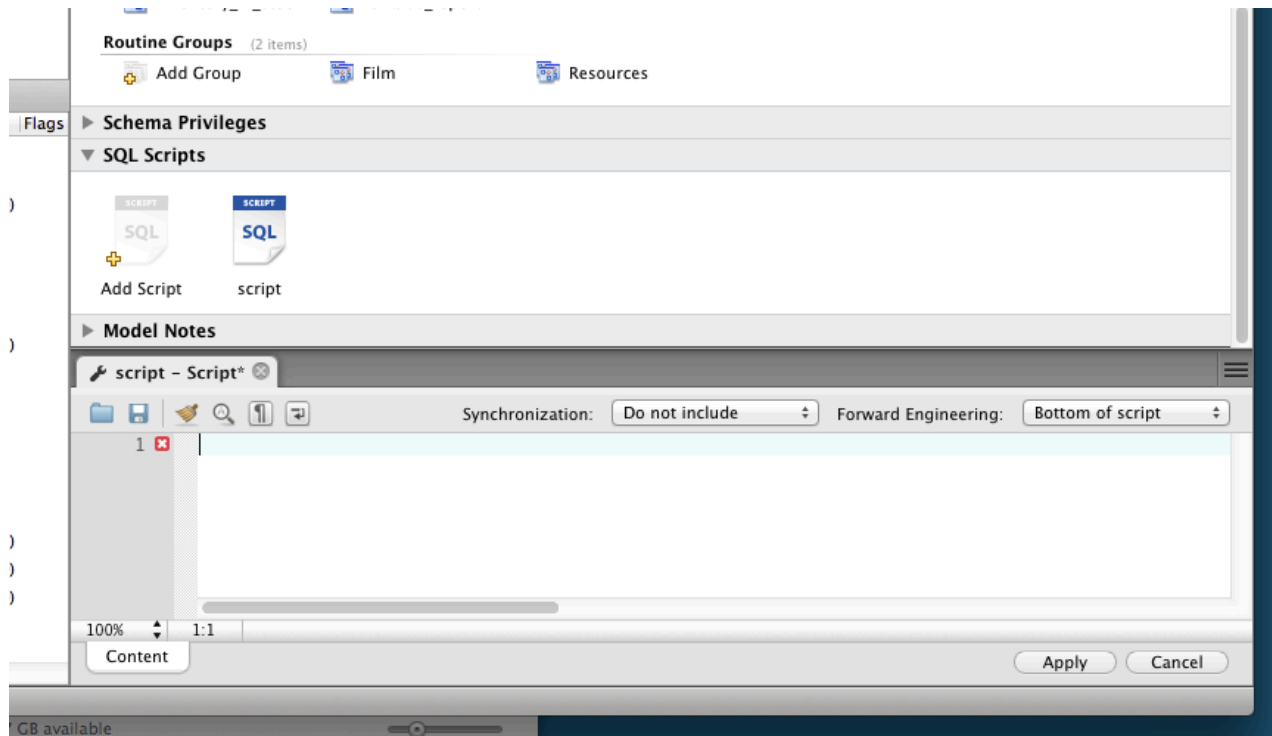 Routine Groups (2 items)
Add Group Film Resources
Flags
Schema Privileges
SQL Scripts
)
SCRIPT SCRIPT
SQL SQL
Add Script script
Model Notes
)
script – Script*
Synchronization: Do not include Forward Engineering: Bottom of script
1
)
)
)
100% 1:1
Content
Apply Cancel
GB available